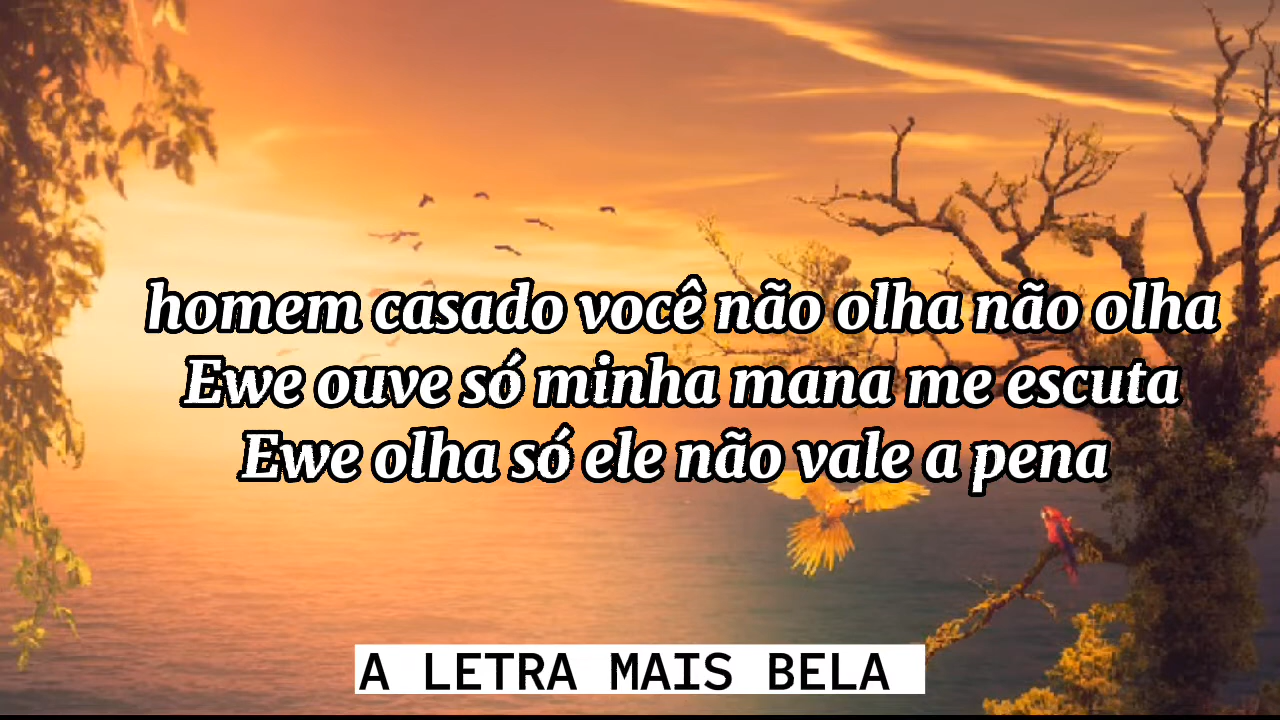 homem casado você não olha não olha
Ewe ouve só minha mana me escuta
Ewe olha só ele não vale a pena
A LETRA MAIS BELA